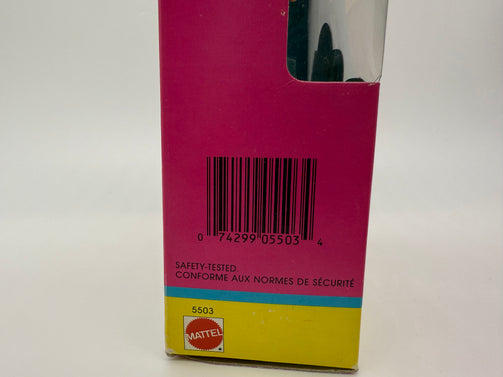 0 74299 05503 4
SAFETY-TESTED
CONFORME AUX NORMES DE SÉCURITÉ
5503
MATTEL